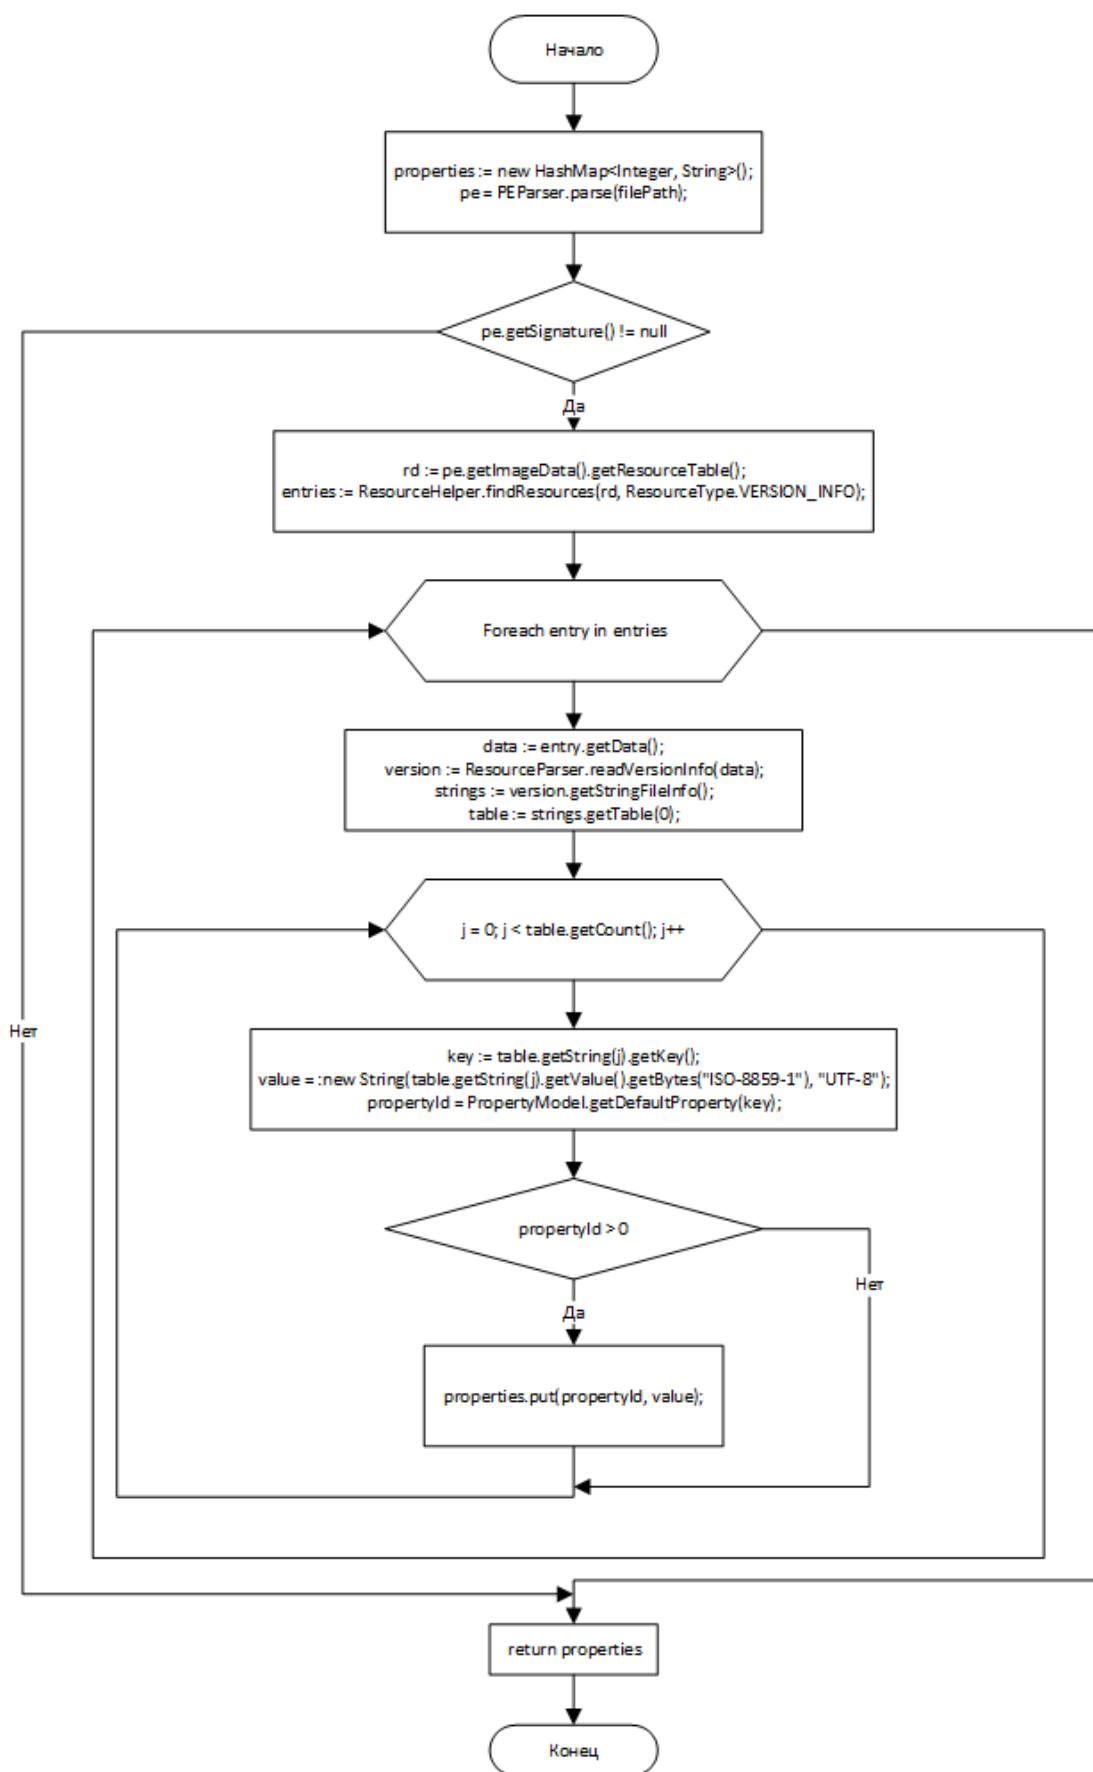 Начало
properties := new HashMap<Integer, String>();
pe = PEParser.parse(filePath);
pe.getSignature() != null
Да
rd := pe.getImageData().getResourceTable();
entries := ResourceHelper.findResources(rd, ResourceType.VERSION_INFO);
Foreach entry in entries
data := entry.getData();
version := ResourceParser.readVersionInfo(data);
strings := version.getStringFileInfo();
table := strings.getTable(0);
j = 0; j < table.getCount(); j++
Нет
key := table.getString(j).getKey();
value = :new String(table.getString(j).getValue().getBytes("ISO-8859-1"), "UTF-8");
propertyId = PropertyModel.getDefaultProperty(key);
propertyId > 0
Нет
Да
properties.put(propertyId, value);
return properties
Конец